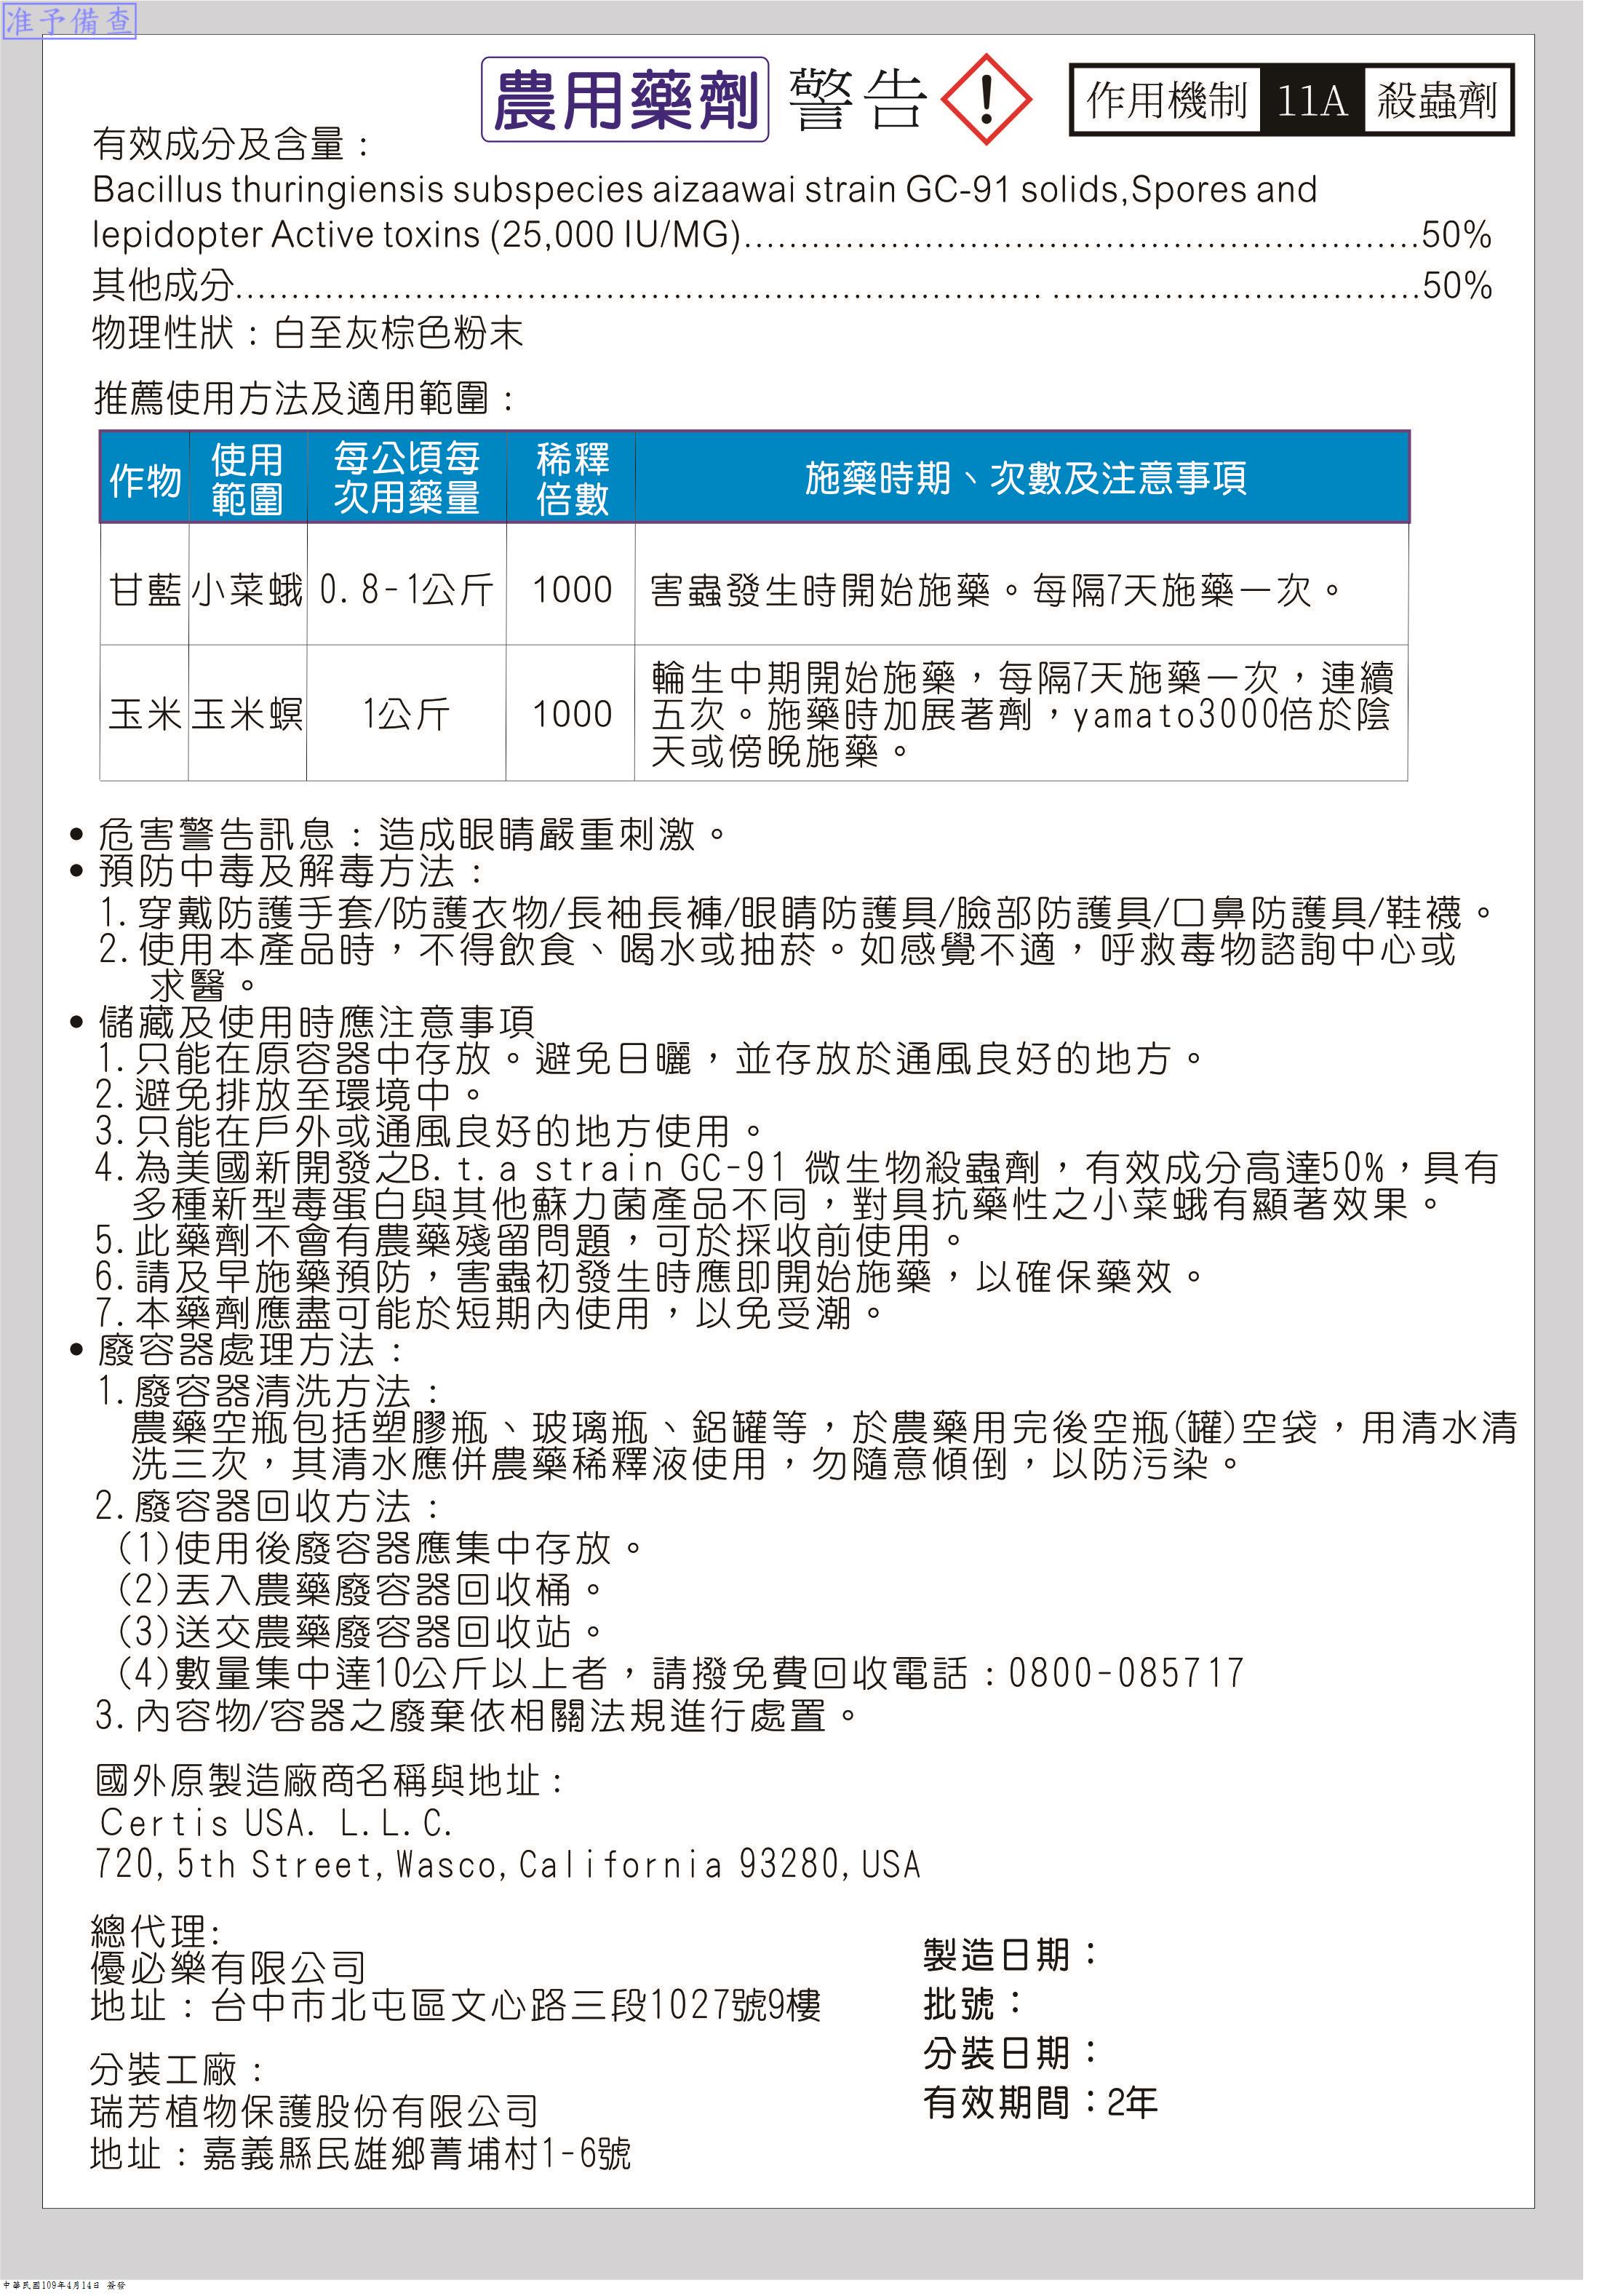 准予備查
農用藥劑 警告 ! 作用機制 11A 殺蟲劑
有效成分及含量：
Bacillus thuringiensis subspecies aizaawai strain GC-91 solids,Spores and
lepidopter Active toxins (25,000 IU/MG)............................................................50%
其他成分..........................................................................................................50%
物理性狀：白至灰棕色粉末
推薦使用方法及適用範圍：
作物 使用範圍 每公頃每次用藥量 稀釋倍數 施藥時期、次數及注意事項
甘藍 小菜蛾 0.8-1公斤 1000 害蟲發生時開始施藥。每隔7天施藥一次。
玉米 玉米螟 1公斤 1000 輪生中期開始施藥，每隔7天施藥一次，連續
五次。施藥時加展著劑，yamato3000倍於陰
天或傍晚施藥。
• 危害警告訊息：造成眼睛嚴重刺激。
• 預防中毒及解毒方法：
1.穿戴防護手套/防護衣物/長袖長褲/眼睛防護具/臉部防護具/口鼻防護具/鞋襪。
2.使用本產品時，不得飲食、喝水或抽菸。如感覺不適，呼救毒物諮詢中心或
求醫。
• 儲藏及使用時應注意事項
1.只能在原容器中存放。避免日曬，並存放於通風良好的地方。
2.避免排放至環境中。
3.只能在戶外或通風良好的地方使用。
4.為美國新開發之B.t.a strain GC-91 微生物殺蟲劑，有效成分高達50%，具有
多種新型毒蛋白與其他蘇力菌產品不同，對具抗藥性之小菜蛾有顯著效果。
5.此藥劑不會有農藥殘留問題，可於採收前使用。
6.請及早施藥預防，害蟲初發生時應即開始施藥，以確保藥效。
7.本藥劑應盡可能於短期內使用，以免受潮。
• 廢容器處理方法：
1.廢容器清洗方法：
農藥空瓶包括塑膠瓶、玻璃瓶、鋁罐等，於農藥用完後空瓶(罐)空袋，用清水清
洗三次，其清水應併農藥稀釋液使用，勿隨意傾倒，以防污染。
2.廢容器回收方法：
(1)使用後廢容器應集中存放。
(2)丟入農藥廢容器回收桶。
(3)送交農藥廢容器回收站。
(4)數量集中達10公斤以上者，請撥免費回收電話：0800-085717
3.內容物/容器之廢棄依相關法規進行處置。
國外原製造廠商名稱與地址：
Certis USA. L.L.C.
720,5th Street,Wasco,California 93280,USA
總代理:
優必樂有限公司
地址：台中市北屯區文心路三段1027號9樓
分裝工廠：
瑞芳植物保護股份有限公司
地址：嘉義縣民雄鄉菁埔村1-6號
製造日期：
批號：
分裝日期：
有效期間：2年
中華民國109年4月14日 簽發